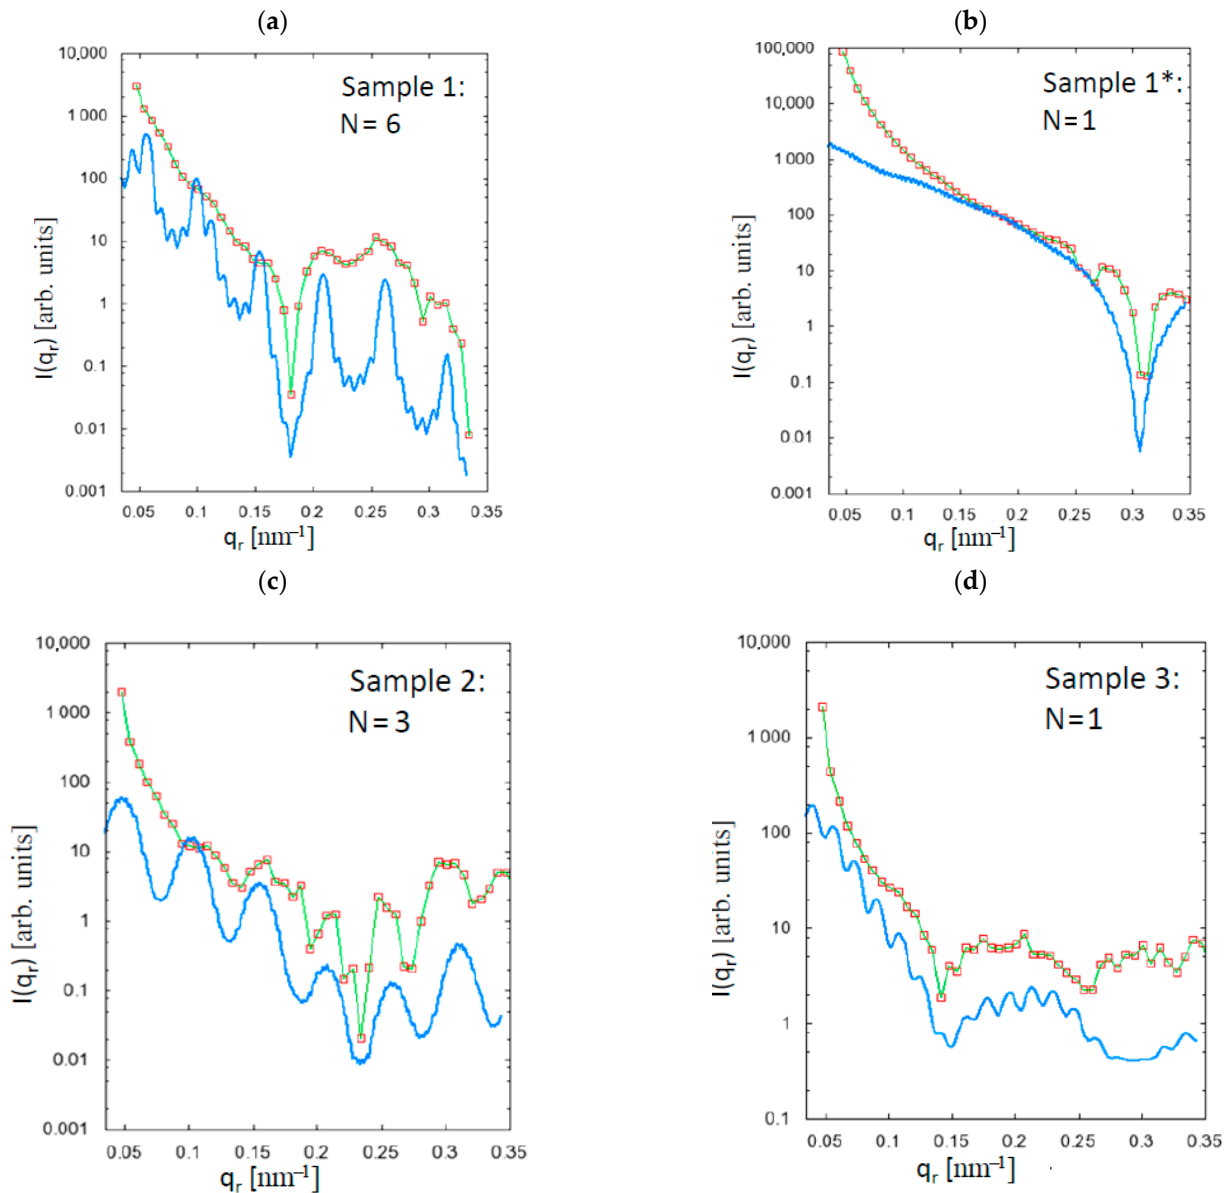 (a)
10,000
1 000
100
10
1
0.1
0.01
0.001
I(qr) [arb. units]
Sample 1:
N = 6
0.05 0.1 0.15 0.2 0.25 0.3 0.35
qr [nm⁻¹]
(b)
100,000
10,000
1 000
100
10
1
0.1
0.01
0.001
I(qr) [arb. units]
Sample 1*:
N = 1
0.05 0.1 0.15 0.2 0.25 0.3 0.35
qr [nm⁻¹]
(c)
10,000
1 000
100
10
1
0.1
0.01
0.001
I(qr) [arb. units]
Sample 2:
N = 3
0.05 0.1 0.15 0.2 0.25 0.3 0.35
qr [nm⁻¹]
(d)
10,000
1 000
100
10
1
0.1
I(qr) [arb. units]
Sample 3:
N = 1
0.05 0.1 0.15 0.2 0.25 0.3 0.35
qr [nm⁻¹]